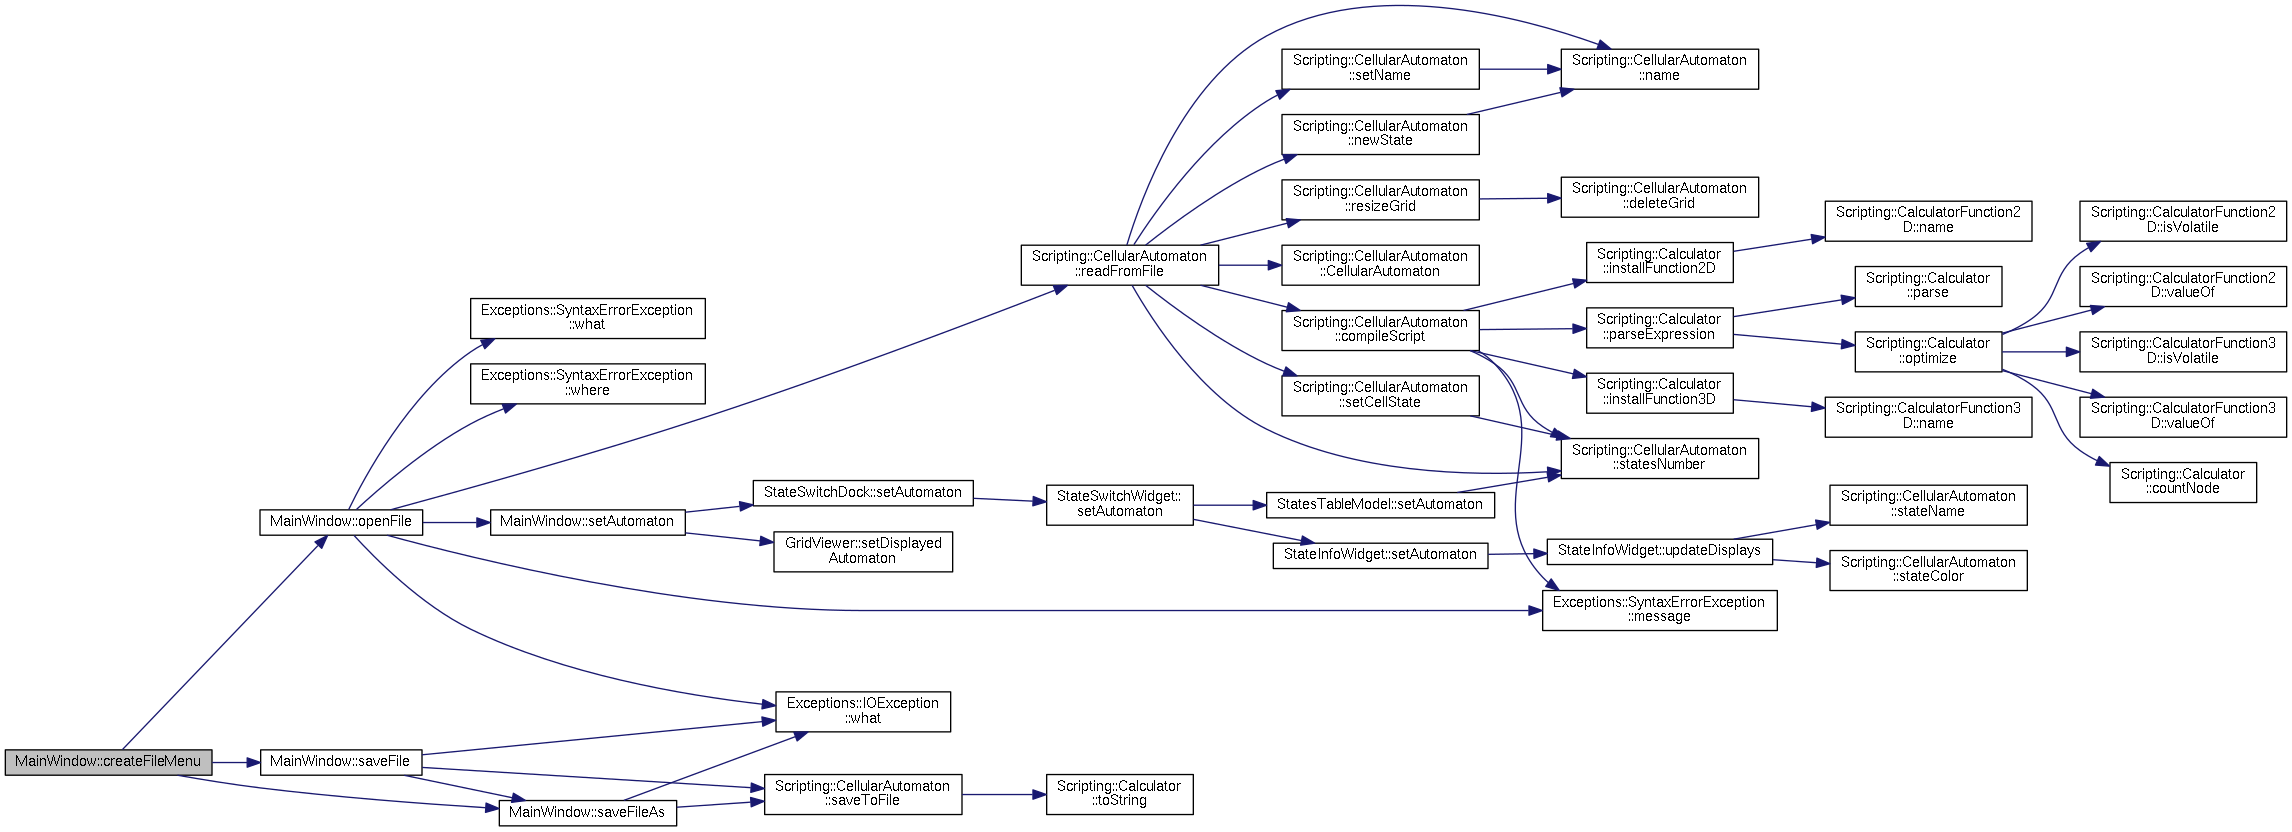 MainWindow::createFileMenu
MainWindow::openFile
MainWindow::saveFile
MainWindow::saveFileAs
Exceptions::SyntaxErrorException
::what
Exceptions::SyntaxErrorException
::where
MainWindow::setAutomaton
StateSwitchDock::setAutomaton
GridViewer::setDisplayed
Automaton
Exceptions::IOException
::what
Scripting::CellularAutomaton
::saveToFile
Scripting::CellularAutomaton
::readFromFile
StateSwitchWidget::
setAutomaton
Scripting::Calculator
::toString
Scripting::CellularAutomaton
::setName
Scripting::CellularAutomaton
::newState
Scripting::CellularAutomaton
::resizeGrid
Scripting::CellularAutomaton
::CellularAutomaton
Scripting::CellularAutomaton
::compileScript
Scripting::CellularAutomaton
::setCellState
StatesTableModel::setAutomaton
StateInfoWidget::setAutomaton
Scripting::CellularAutomaton
::name
Scripting::CellularAutomaton
::deleteGrid
Scripting::Calculator
::installFunction2D
Scripting::Calculator
::parseExpression
Scripting::Calculator
::installFunction3D
Scripting::CellularAutomaton
::statesNumber
StateInfoWidget::updateDisplays
Exceptions::SyntaxErrorException
::message
Scripting::CalculatorFunction2
D::name
Scripting::Calculator
::parse
Scripting::Calculator
::optimize
Scripting::CalculatorFunction3
D::name
Scripting::CellularAutomaton
::stateName
Scripting::CellularAutomaton
::stateColor
Scripting::CalculatorFunction2
D::isVolatile
Scripting::CalculatorFunction2
D::valueOf
Scripting::CalculatorFunction3
D::isVolatile
Scripting::CalculatorFunction3
D::valueOf
Scripting::Calculator
::countNode